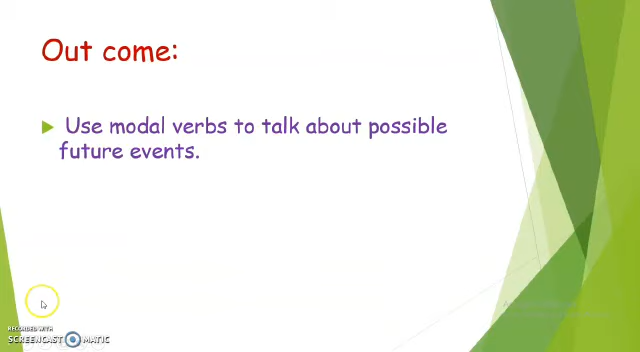 Out come:
Use modal verbs to talk about possible
future events.
RECORDED WITH
SCREENCAST MATIC